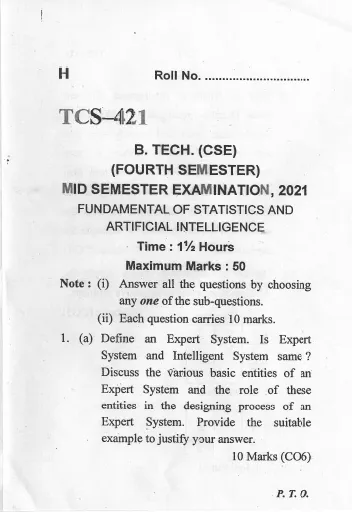 H Roll No. ..............................
TCS–421
B. TECH. (CSE)
(FOURTH SEMESTER)
MID SEMESTER EXAMINATION, 2021
FUNDAMENTAL OF STATISTICS AND
ARTIFICIAL INTELLIGENCE
Time : 1½ Hours
Maximum Marks : 50
Note : (i) Answer all the questions by choosing
any one of the sub-questions.
(ii) Each question carries 10 marks.
1. (a) Define an Expert System. Is Expert
System and Intelligent System same ?
Discuss the various basic entities of an
Expert System and the role of these
entities in the designing process of an
Expert System. Provide the suitable
example to justify your answer.
10 Marks (CO6)
P. T. O.